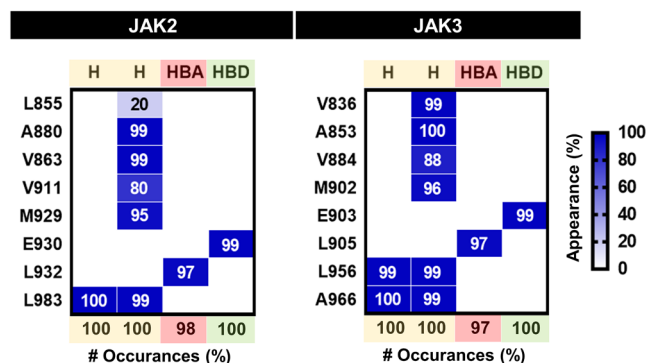 JAK2 JAK3
H H HBA HBD H H HBA HBD
L855 20 V836 99 100
A880 99 A853 100 80
V863 99 V884 88 60
V911 80 M902 96 40
M929 95 E903 99 20
E930 99 L905 97 0
L932 97 L956 99 99
L983 100 99 A966 100 99
Appearance (%)
100 100 98 100 100 100 97 100
# Occurances (%) # Occurances (%)